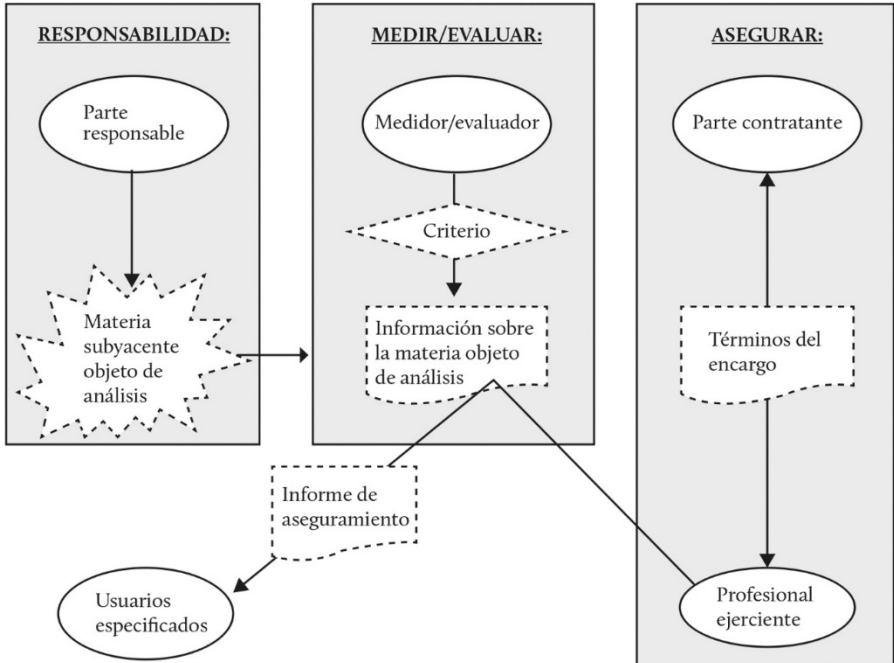 RESPONSABILIDAD:
Parte
responsable
Materia
subyacente
objeto de
análisis
MEDIR/EVALUAR:
Medidor/evaluador
Criterio
Información sobre
la materia objeto
de análisis
ASEGURAR:
Parte contratante
Términos del
encargo
Profesional
ejerciente
Informe de
aseguramiento
Usuarios
especificados